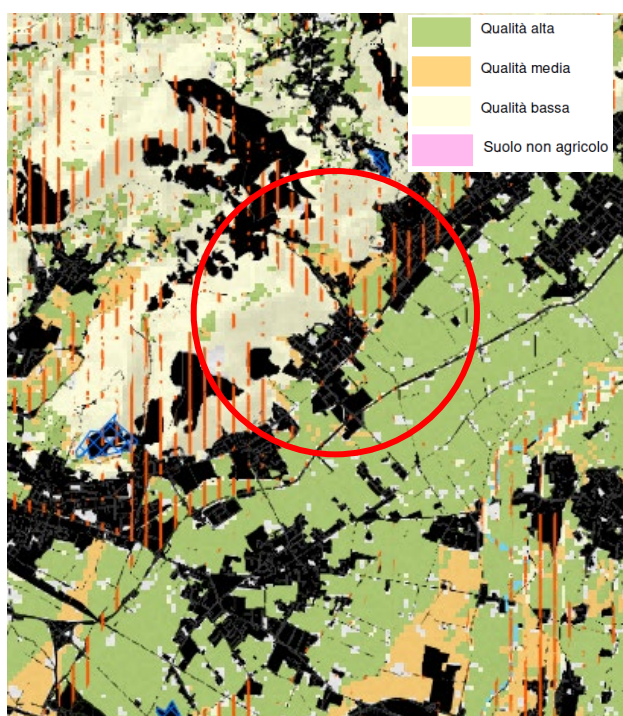 Qualità alta
Qualità media
Qualità bassa
Suolo non agricolo